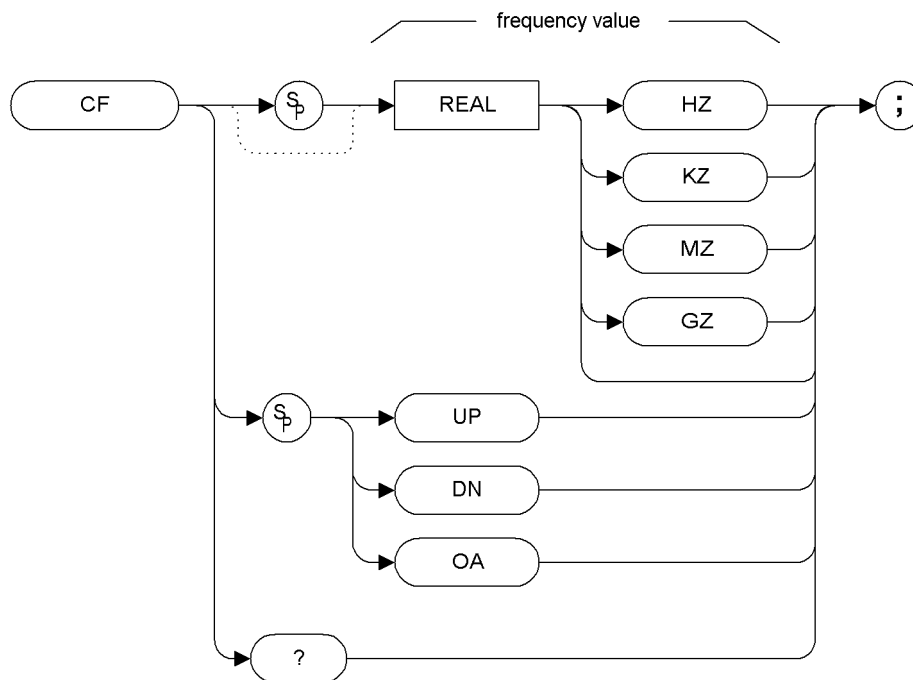 frequency value
CF
SP
REAL
HZ
;
KZ
MZ
GZ
SP
UP
DN
OA
?